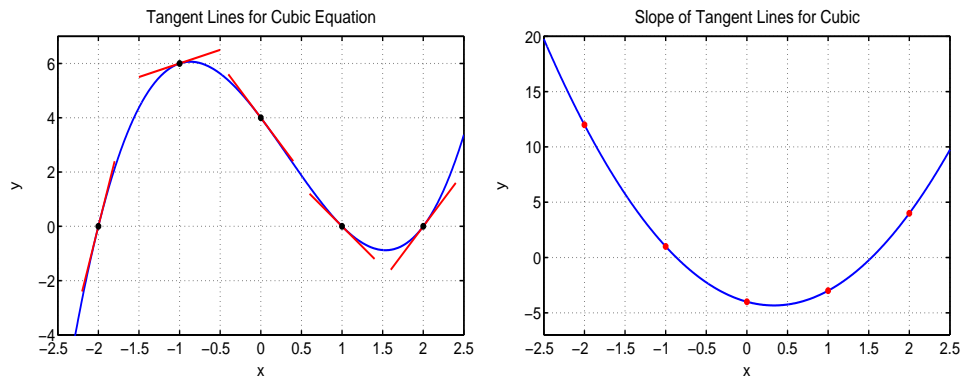 Tangent Lines for Cubic Equation
6
4
2
0
−2
−4
y
−2.5 −2 −1.5 −1 −0.5 0 0.5 1 1.5 2 2.5
x
Slope of Tangent Lines for Cubic
20
15
10
5
0
−5
y
−2.5 −2 −1.5 −1 −0.5 0 0.5 1 1.5 2 2.5
x